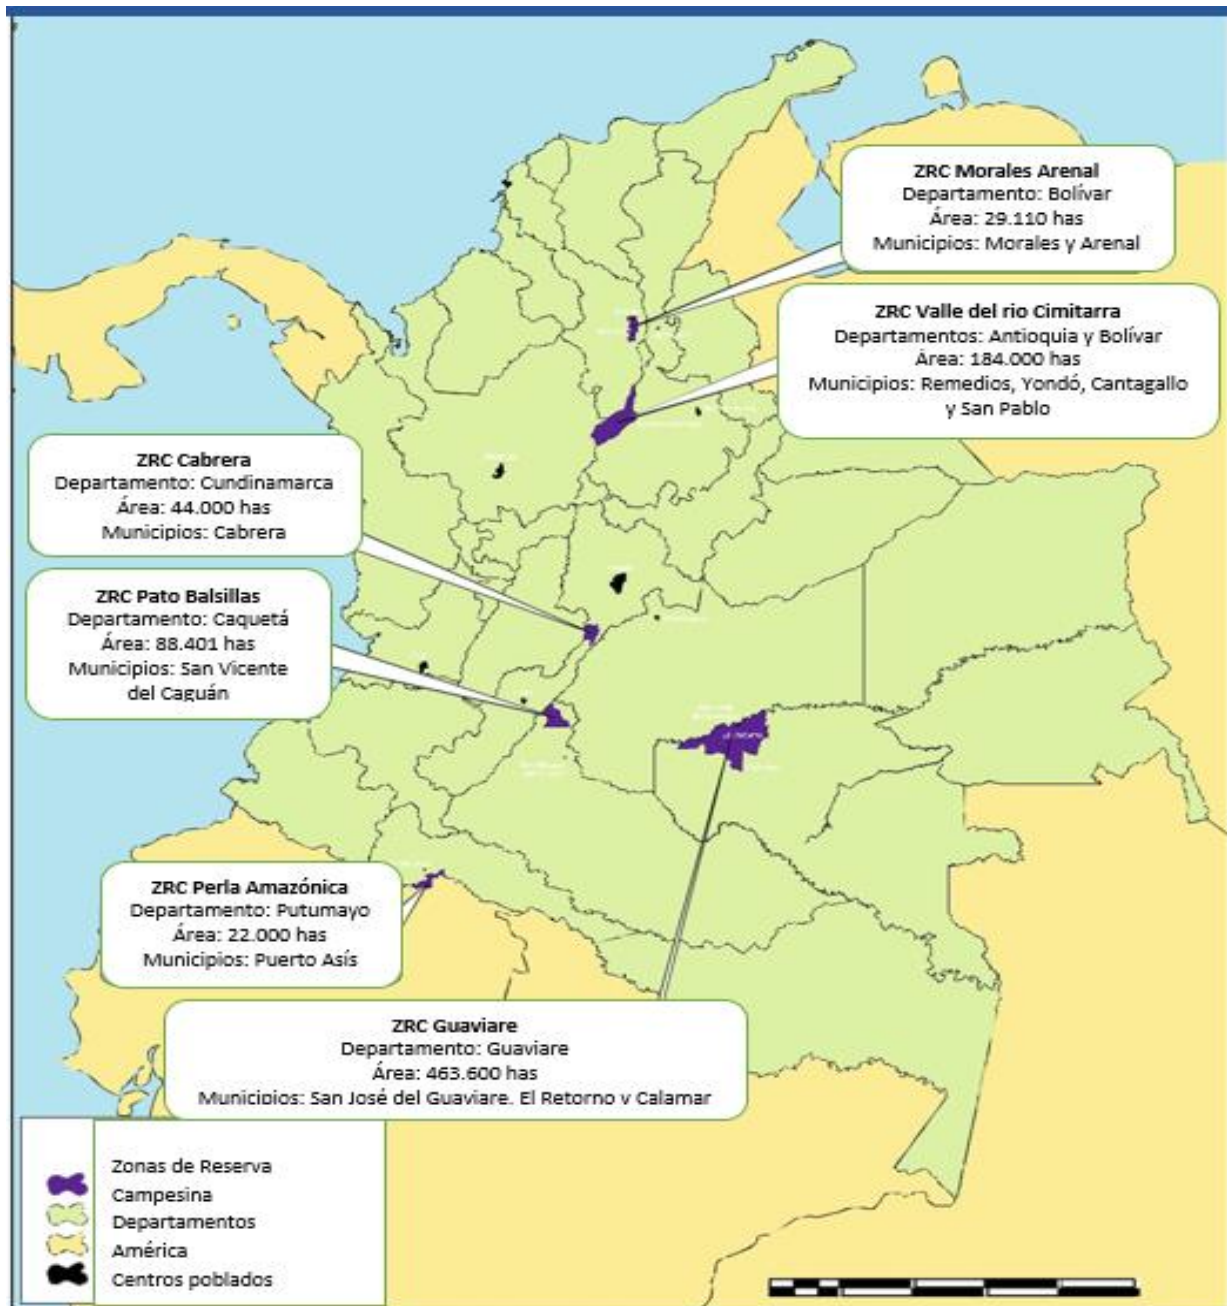 ZRC Morales Arenal
Departamento: Bolívar
Área: 29.110 has
Municipios: Morales y Arenal
ZRC Valle del rio Cimitarra
Departamentos: Antioquia y Bolívar
Área: 184.000 has
Municipios: Remedios, Yondó, Cantagallo
y San Pablo
ZRC Cabrera
Departamento: Cundinamarca
Área: 44.000 has
Municipios: Cabrera
ZRC Pato Balsillas
Departamento: Caquetá
Área: 88.401 has
Municipios: San Vicente
del Caguán
ZRC Perla Amazónica
Departamento: Putumayo
Área: 22.000 has
Municipios: Puerto Asís
ZRC Guaviare
Departamento: Guaviare
Área: 463.600 has
Municipios: San José del Guaviare, El Retorno y Calamar
Zonas de Reserva
Campesina
Departamentos
América
Centros poblados